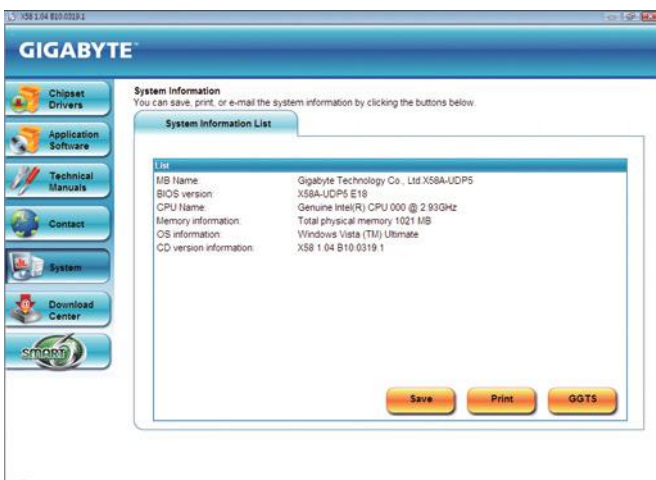 X58 1.04 B10.0319.1
GIGABYTE™
Chipset
Drivers
Application
Software
Technical
Manuals
Contact
System
Download
Center
SMART 6
System Information
You can save, print, or e-mail the system information by clicking the buttons below.
System Information List
List
MB Name: Gigabyte Technology Co., Ltd.X58A-UDP5
BIOS version: X58A-UDP5 E18
CPU Name: Genuine Intel(R) CPU 000 @ 2.93GHz
Memory information: Total physical memory 1021 MB
OS information: Windows Vista (TM) Ultimate
CD version information: X58 1.04 B10.0319.1
Save
Print
GGTS